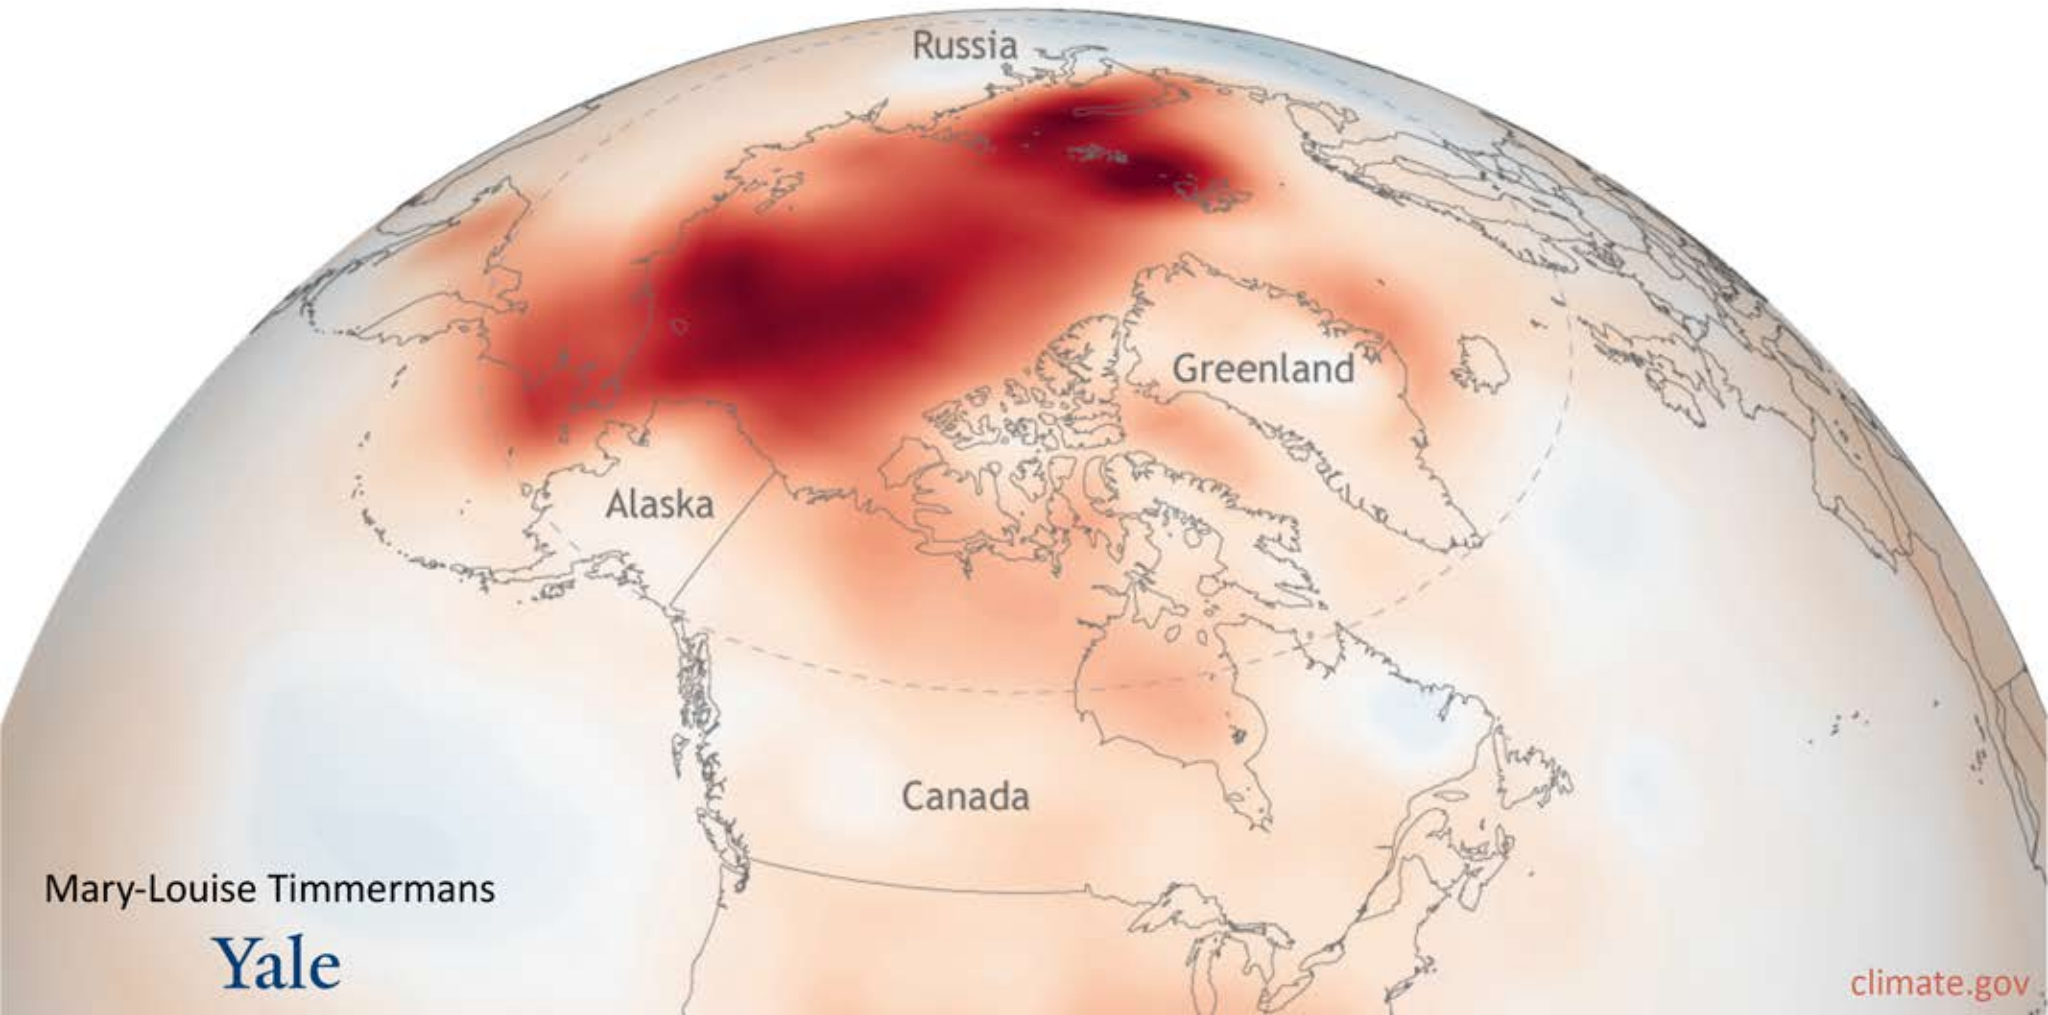 Russia
Greenland
Alaska
Canada
Mary-Louise Timmermans
Yale
climate.gov